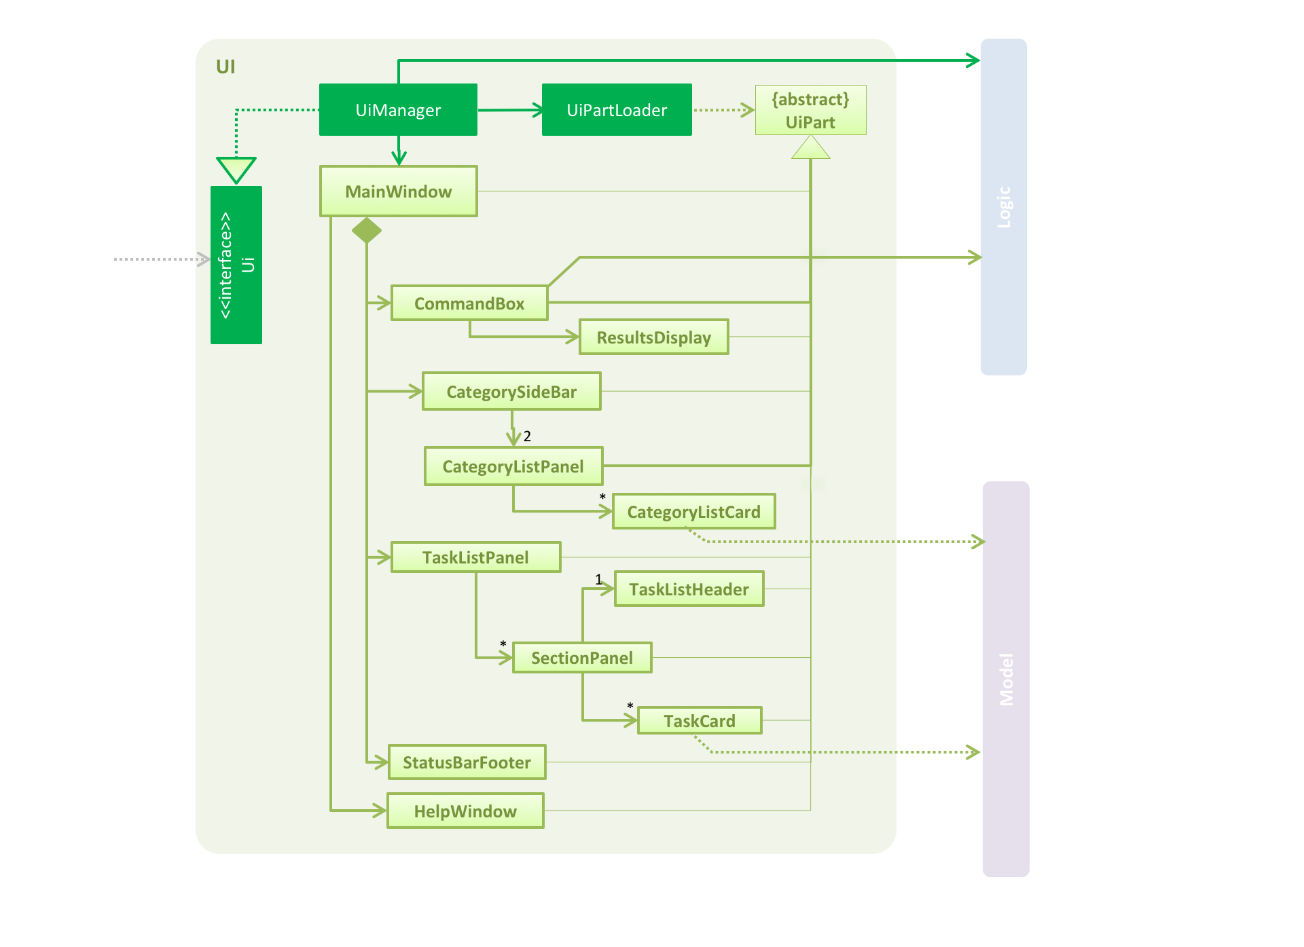 UI
UiManager
UiPartLoader
{abstract}
UiPart
MainWindow
Logic
<<interface>>
Ui
CommandBox
ResultsDisplay
CategorySideBar
2
CategoryListPanel
*
CategoryListCard
TaskListPanel
1
TaskListHeader
*
SectionPanel
Model
*
TaskCard
StatusBarFooter
HelpWindow